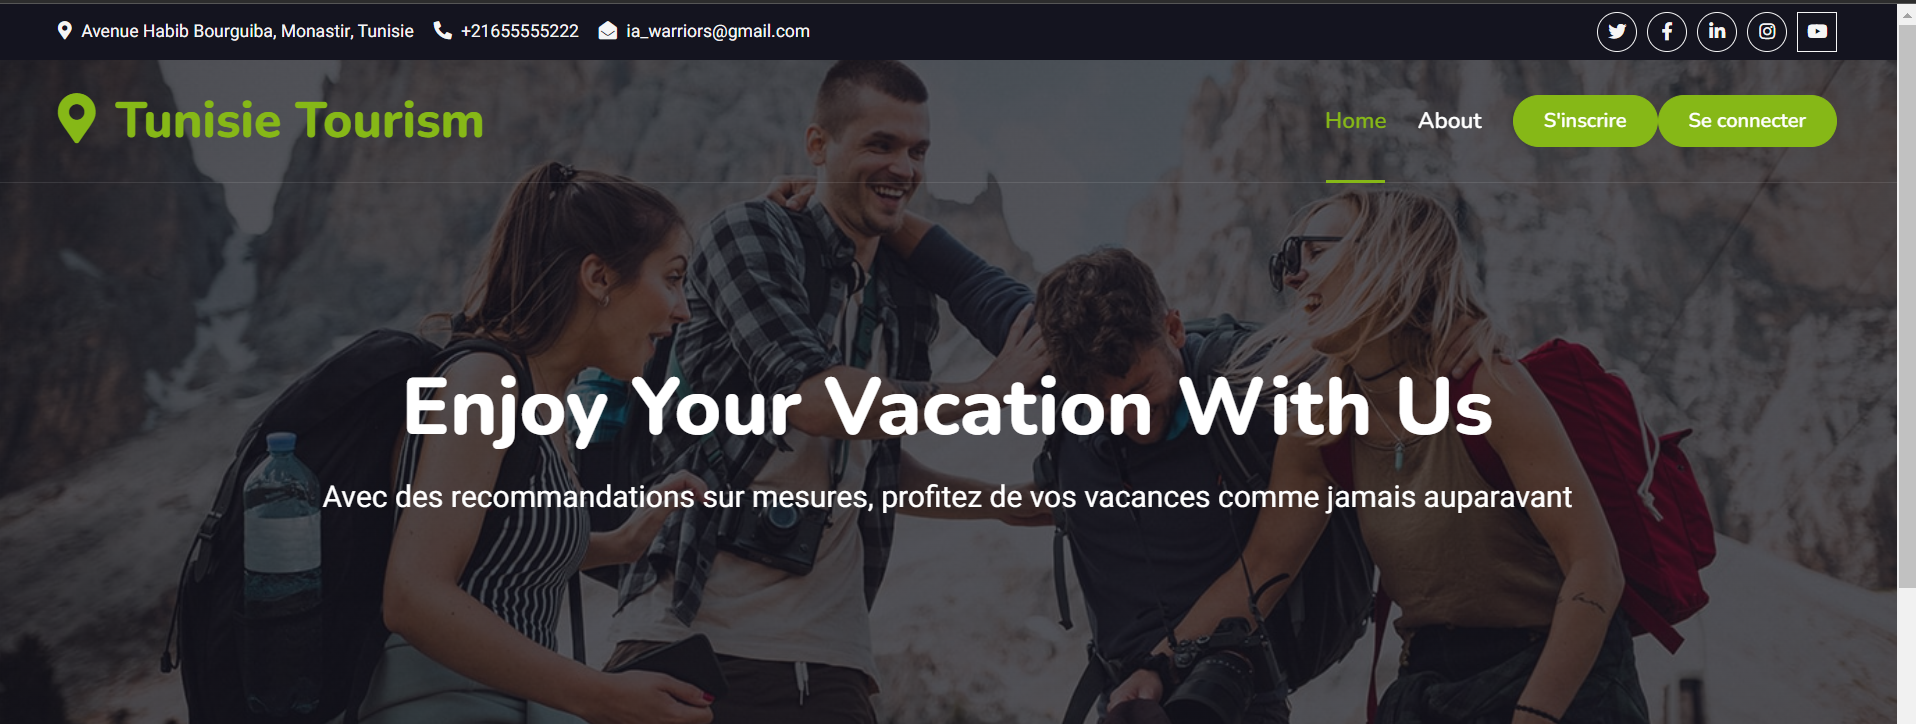 Avenue Habib Bourguiba, Monastir, Tunisie +21655555222 ia_warriors@gmail.com
Tunisie Tourism Home About S'inscrire Se connecter
Enjoy Your Vacation With Us
Avec des recommandations sur mesures, profitez de vos vacances comme jamais auparavant